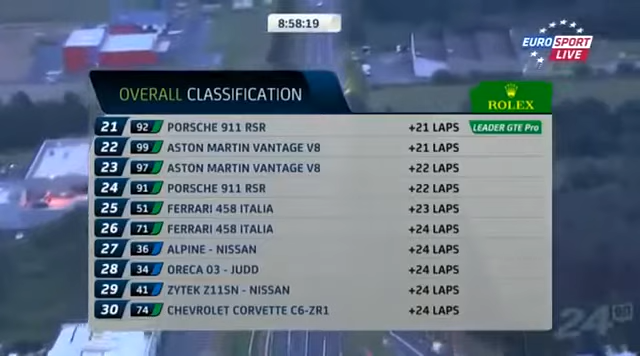 8:58:19
EUROSPORT
LIVE
OVERALL CLASSIFICATION
ROLEX
21 92 PORSCHE 911 RSR +21 LAPS LEADER GTE Pro
22 99 ASTON MARTIN VANTAGE V8 +21 LAPS
23 97 ASTON MARTIN VANTAGE V8 +22 LAPS
24 91 PORSCHE 911 RSR +22 LAPS
25 51 FERRARI 458 ITALIA +23 LAPS
26 71 FERRARI 458 ITALIA +24 LAPS
27 36 ALPINE - NISSAN +24 LAPS
28 34 ORECA 03 - JUDD +24 LAPS
29 41 ZYTEK Z11SN - NISSAN +24 LAPS
30 74 CHEVROLET CORVETTE C6-ZR1 +24 LAPS
24